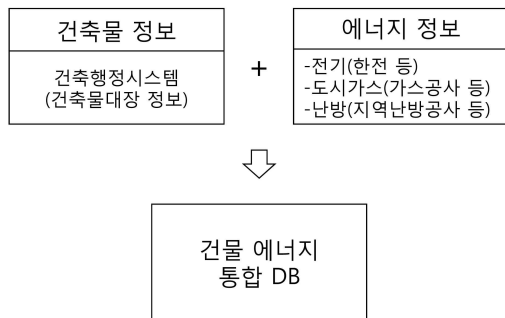 건축물 정보
건축행정시스템
(건축물대장 정보)
+
에너지 정보
-전기(한전 등)
-도시가스(가스공사 등)
-난방(지역난방공사 등)
건물 에너지
통합 DB